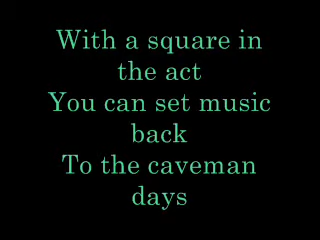 With a square in
the act
You can set music
back
To the caveman
days